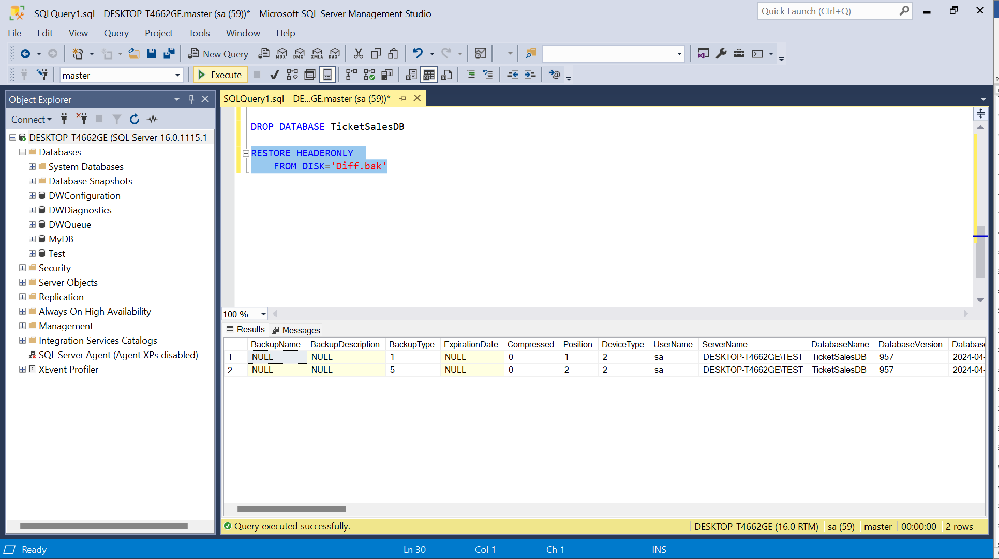 SQLQuery1.sql - DESKTOP-T4662GE.master (sa (59))* - Microsoft SQL Server Management Studio
Quick Launch (Ctrl+Q)
File Edit View Query Project Tools Window Help
New Query MDX DMX XMLA DAX
master Execute
Object Explorer
Connect
DESKTOP-T4662GE (SQL Server 16.0.1115.1 -
Databases
System Databases
Database Snapshots
DWConfiguration
DWDiagnostics
DWQueue
MyDB
Test
Security
Server Objects
Replication
Always On High Availability
Management
Integration Services Catalogs
SQL Server Agent (Agent XPs disabled)
XEvent Profiler
SQLQuery1.sql - DE...GE.master (sa (59))*
DROP DATABASE TicketSalesDB
RESTORE HEADERONLY
FROM DISK='Diff.bak'
100 %
Results Messages
BackupName BackupDescription BackupType ExpirationDate Compressed Position DeviceType UserName ServerName DatabaseName DatabaseVersion Database
1 NULL NULL 1 NULL 0 1 2 sa DESKTOP-T4662GE\TEST TicketSalesDB 957 2024-04-
2 NULL NULL 5 NULL 0 2 2 sa DESKTOP-T4662GE\TEST TicketSalesDB 957 2024-04-
Query executed successfully. DESKTOP-T4662GE (16.0 RTM) sa (59) master 00:00:00 2 rows
Ready Ln 30 Col 1 Ch 1 INS